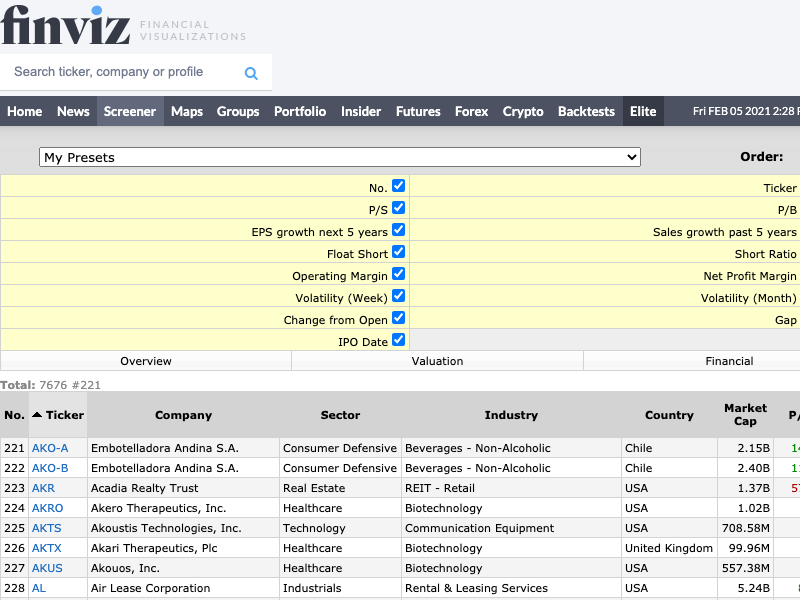 finviz FINANCIAL
VISUALIZATIONS
Search ticker, company or profile
Home News Screener Maps Groups Portfolio Insider Futures Forex Crypto Backtests Elite Fri FEB 05 2021 2:28
My Presets Order:
No. Ticker
P/S P/B
EPS growth next 5 years Sales growth past 5 years
Float Short Short Ratio
Operating Margin Net Profit Margin
Volatility (Week) Volatility (Month)
Change from Open Gap
IPO Date
Overview Valuation Financial
Total: 7676 #221
No. Ticker Company Sector Industry Country Market Cap
221 AKO-A Embotelladora Andina S.A. Consumer Defensive Beverages - Non-Alcoholic Chile 2.15B
222 AKO-B Embotelladora Andina S.A. Consumer Defensive Beverages - Non-Alcoholic Chile 2.40B
223 AKR Acadia Realty Trust Real Estate REIT - Retail USA 1.37B
224 AKRO Akero Therapeutics, Inc. Healthcare Biotechnology USA 1.02B
225 AKTS Akoustis Technologies, Inc. Technology Communication Equipment USA 708.58M
226 AKTX Akari Therapeutics, Plc Healthcare Biotechnology United Kingdom 99.96M
227 AKUS Akouos, Inc. Healthcare Biotechnology USA 557.38M
228 AL Air Lease Corporation Industrials Rental & Leasing Services USA 5.24B